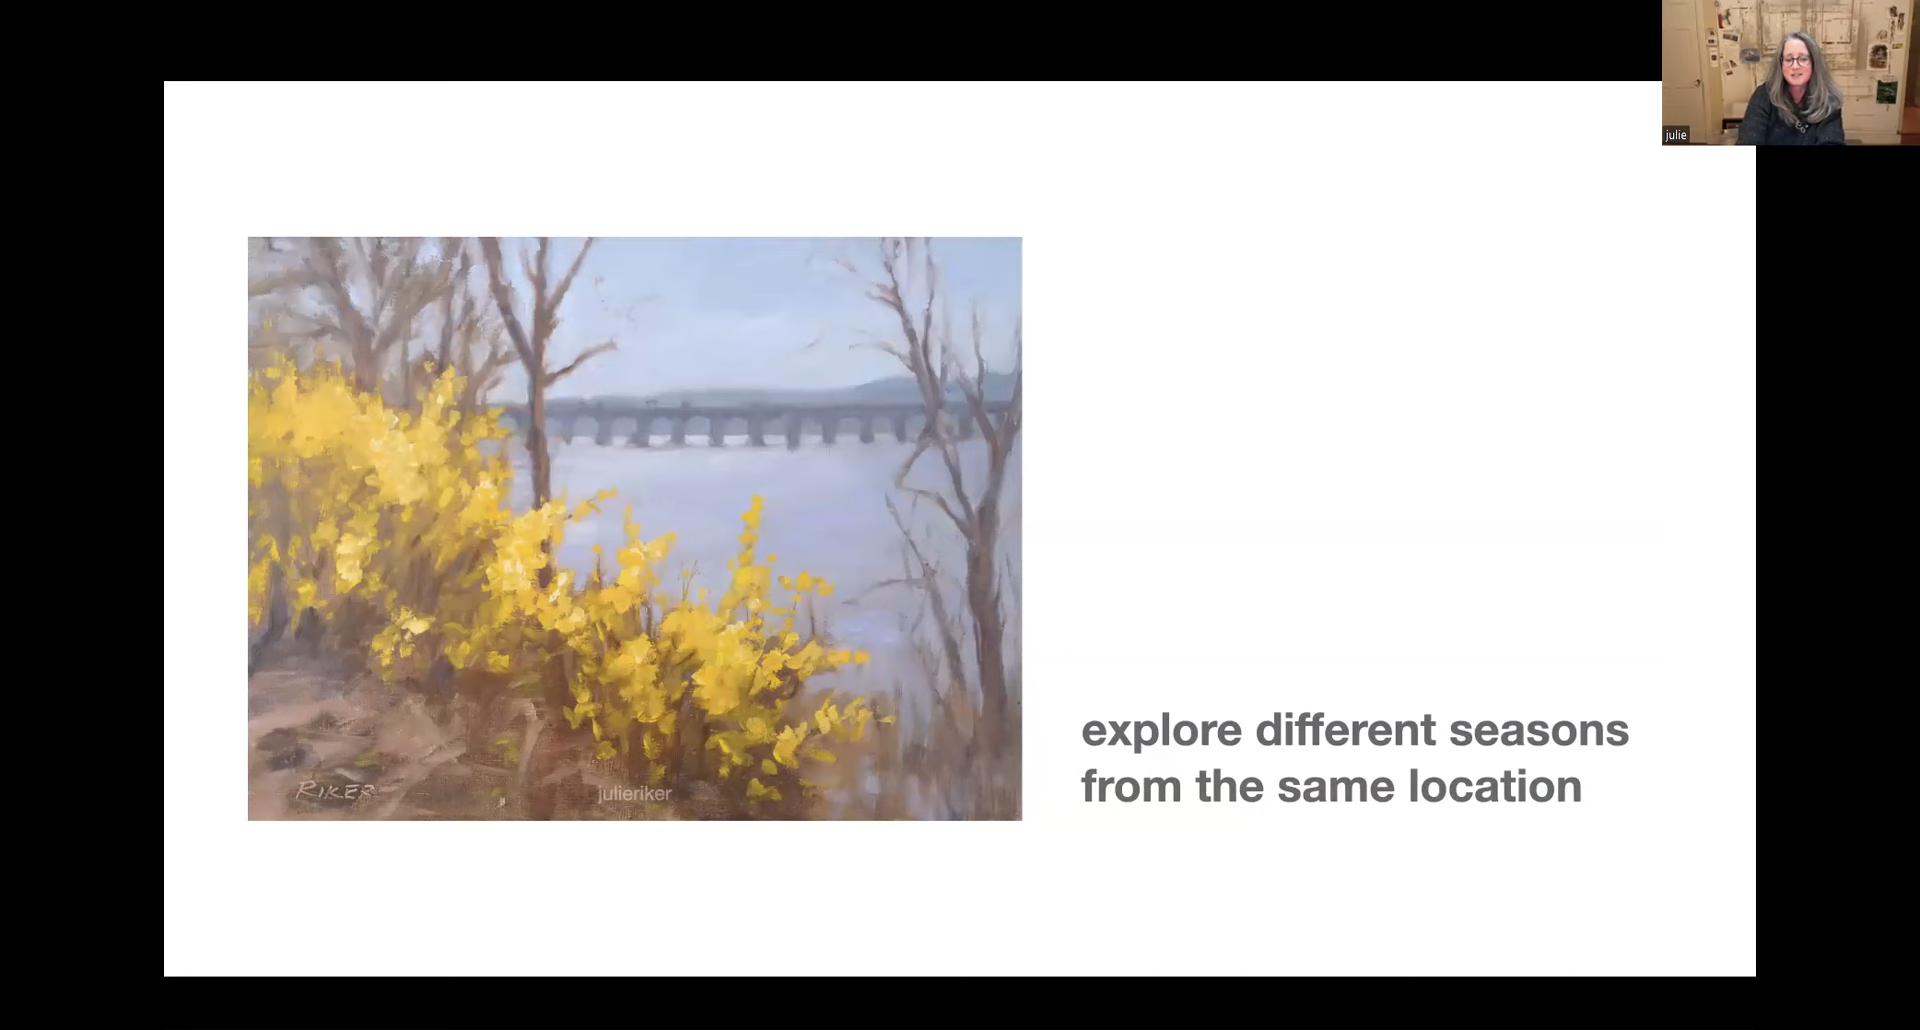 julie
RIKER
julieriker
explore different seasons
from the same location